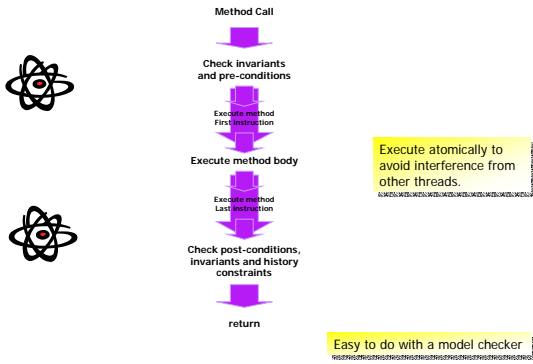 Method Call
Check invariants
and pre-conditions
Execute method
First instruction
Execute method body
Execute atomically to
avoid interference from
other threads.
Execute method
Last instruction
Check post-conditions,
invariants and history
constraints
return
Easy to do with a model checker